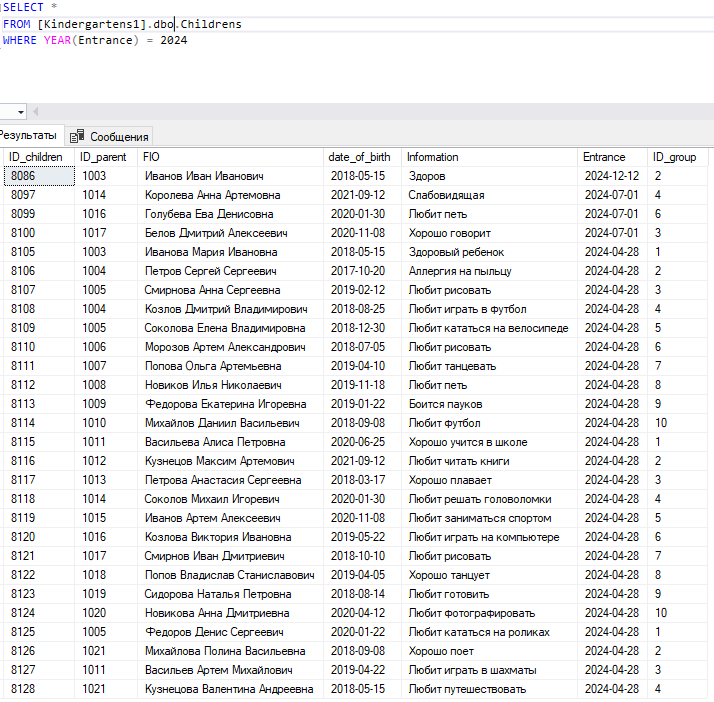 SELECT *
FROM [Kindergartens1].dbo.Childrens
WHERE YEAR(Entrance) = 2024
Результаты Сообщения
ID_children ID_parent FIO date_of_birth Information Entrance ID_group
8086 1003 Иванов Иван Иванович 2018-05-15 Здоров 2024-12-12 2
8097 1014 Королева Анна Артемовна 2021-09-12 Слабовидящая 2024-07-01 4
8099 1016 Голубева Ева Денисовна 2020-01-30 Любит петь 2024-07-01 6
8100 1017 Белов Дмитрий Алексеевич 2020-11-08 Хорошо говорит 2024-07-01 3
8105 1003 Иванова Мария Ивановна 2018-05-15 Здоровый ребенок 2024-04-28 1
8106 1004 Петров Сергей Сергеевич 2017-10-20 Аллергия на пыльцу 2024-04-28 2
8107 1005 Смирнова Анна Сергеевна 2019-02-12 Любит рисовать 2024-04-28 3
8108 1004 Козлов Дмитрий Владимирович 2018-08-25 Любит играть в футбол 2024-04-28 4
8109 1005 Соколова Елена Владимировна 2018-12-30 Любит кататься на велосипеде 2024-04-28 5
8110 1006 Морозов Артем Александрович 2018-07-05 Любит рисовать 2024-04-28 6
8111 1007 Попова Ольга Артемьевна 2019-04-10 Любит танцевать 2024-04-28 7
8112 1008 Новиков Илья Николаевич 2019-11-18 Любит петь 2024-04-28 8
8113 1009 Федорова Екатерина Игоревна 2019-01-22 Боится пауков 2024-04-28 9
8114 1010 Михайлов Даниил Васильевич 2018-09-08 Любит футбол 2024-04-28 10
8115 1011 Васильева Алиса Петровна 2020-06-25 Хорошо учится в школе 2024-04-28 1
8116 1012 Кузнецов Максим Артемович 2021-09-12 Любит читать книги 2024-04-28 2
8117 1013 Петрова Анастасия Сергеевна 2018-03-17 Хорошо плавает 2024-04-28 3
8118 1014 Соколов Михаил Игоревич 2020-01-30 Любит решать головоломки 2024-04-28 4
8119 1015 Иванов Артем Алексеевич 2020-11-08 Любит заниматься спортом 2024-04-28 5
8120 1016 Козлова Виктория Ивановна 2019-05-22 Любит играть на компьютере 2024-04-28 6
8121 1017 Смирнов Иван Дмитриевич 2018-10-10 Любит рисовать 2024-04-28 7
8122 1018 Попов Владислав Станиславович 2019-04-05 Хорошо танцует 2024-04-28 8
8123 1019 Сидорова Наталья Петровна 2018-08-14 Любит готовить 2024-04-28 9
8124 1020 Новикова Анна Дмитриевна 2020-04-12 Любит фотографировать 2024-04-28 10
8125 1005 Федоров Денис Сергеевич 2020-01-22 Любит кататься на роликах 2024-04-28 1
8126 1021 Михайлова Полина Васильевна 2018-09-08 Хорошо поет 2024-04-28 2
8127 1011 Васильев Артем Михайлович 2019-04-22 Любит играть в шахматы 2024-04-28 3
8128 1021 Кузнецова Валентина Андреевна 2018-05-15 Любит путешествовать 2024-04-28 4